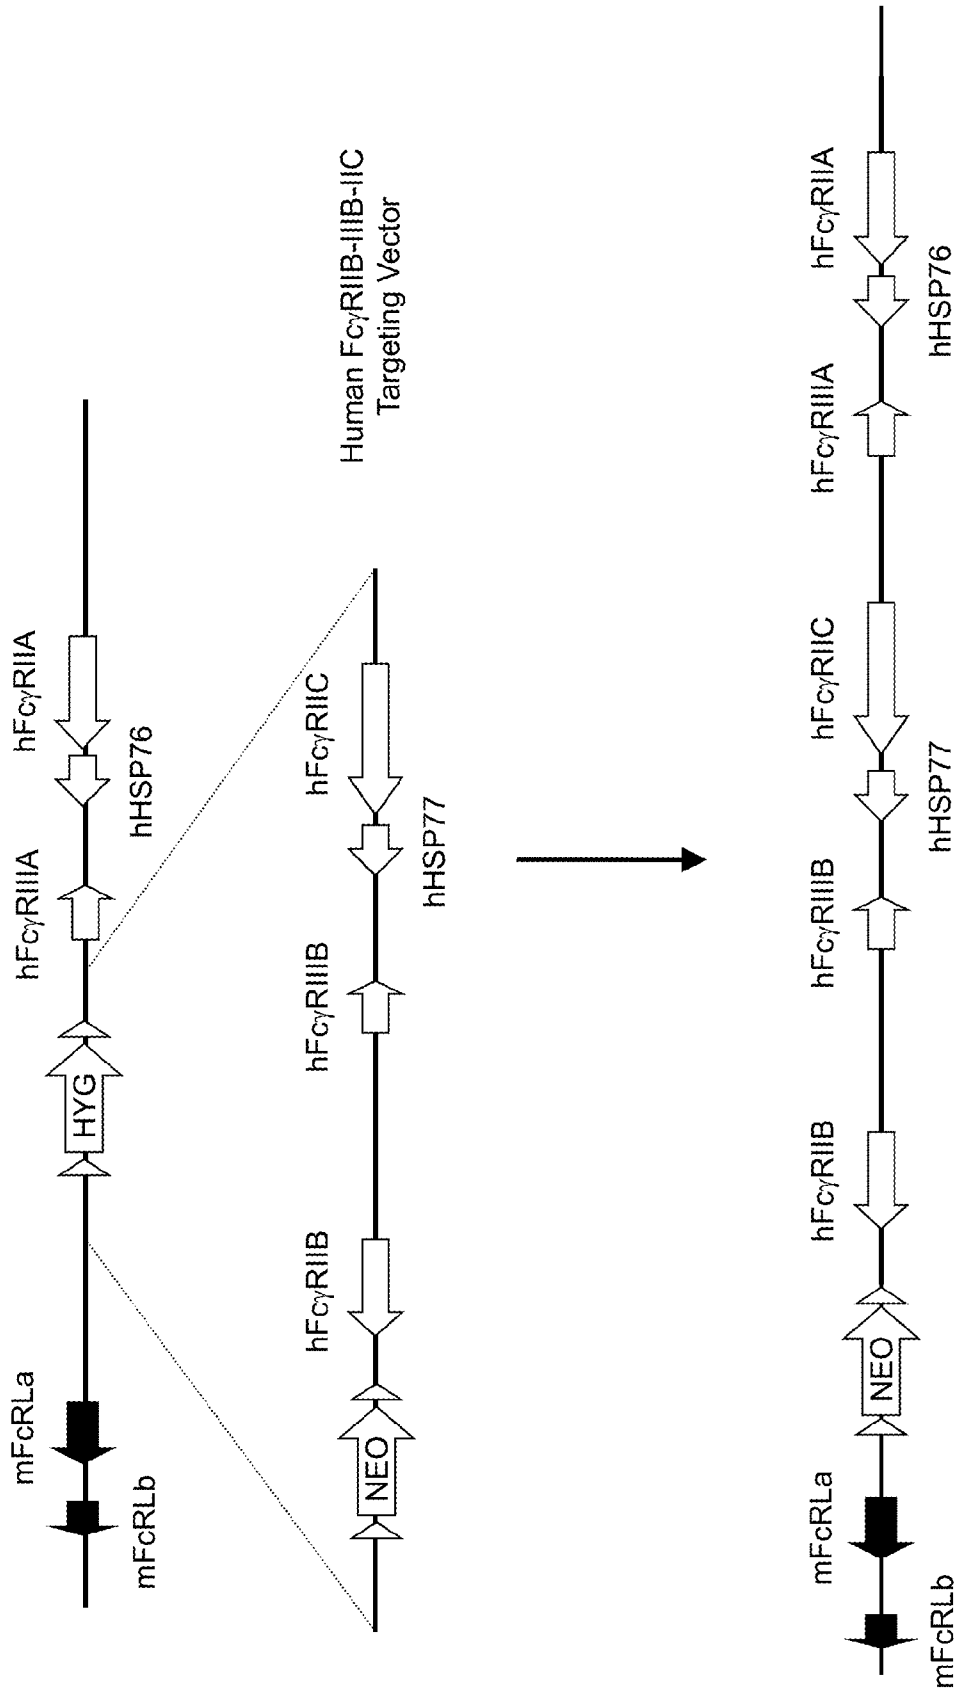 mFcRLa
mFcRLb
HYG
hFcγRIIIA
hHSP76
hFcγRIIA
Human FcγRIIB-IIIB-IIC
Targeting Vector
NEO
hFcγRIIB
hFcγRIIIB
hHSP77
hFcγRIIC
mFcRLb
mFcRLa
NEO
hFcγRIIB
hFcγRIIIB
hHSP77
hFcγRIIC
hFcγRIIIA
hHSP76
hFcγRIIA